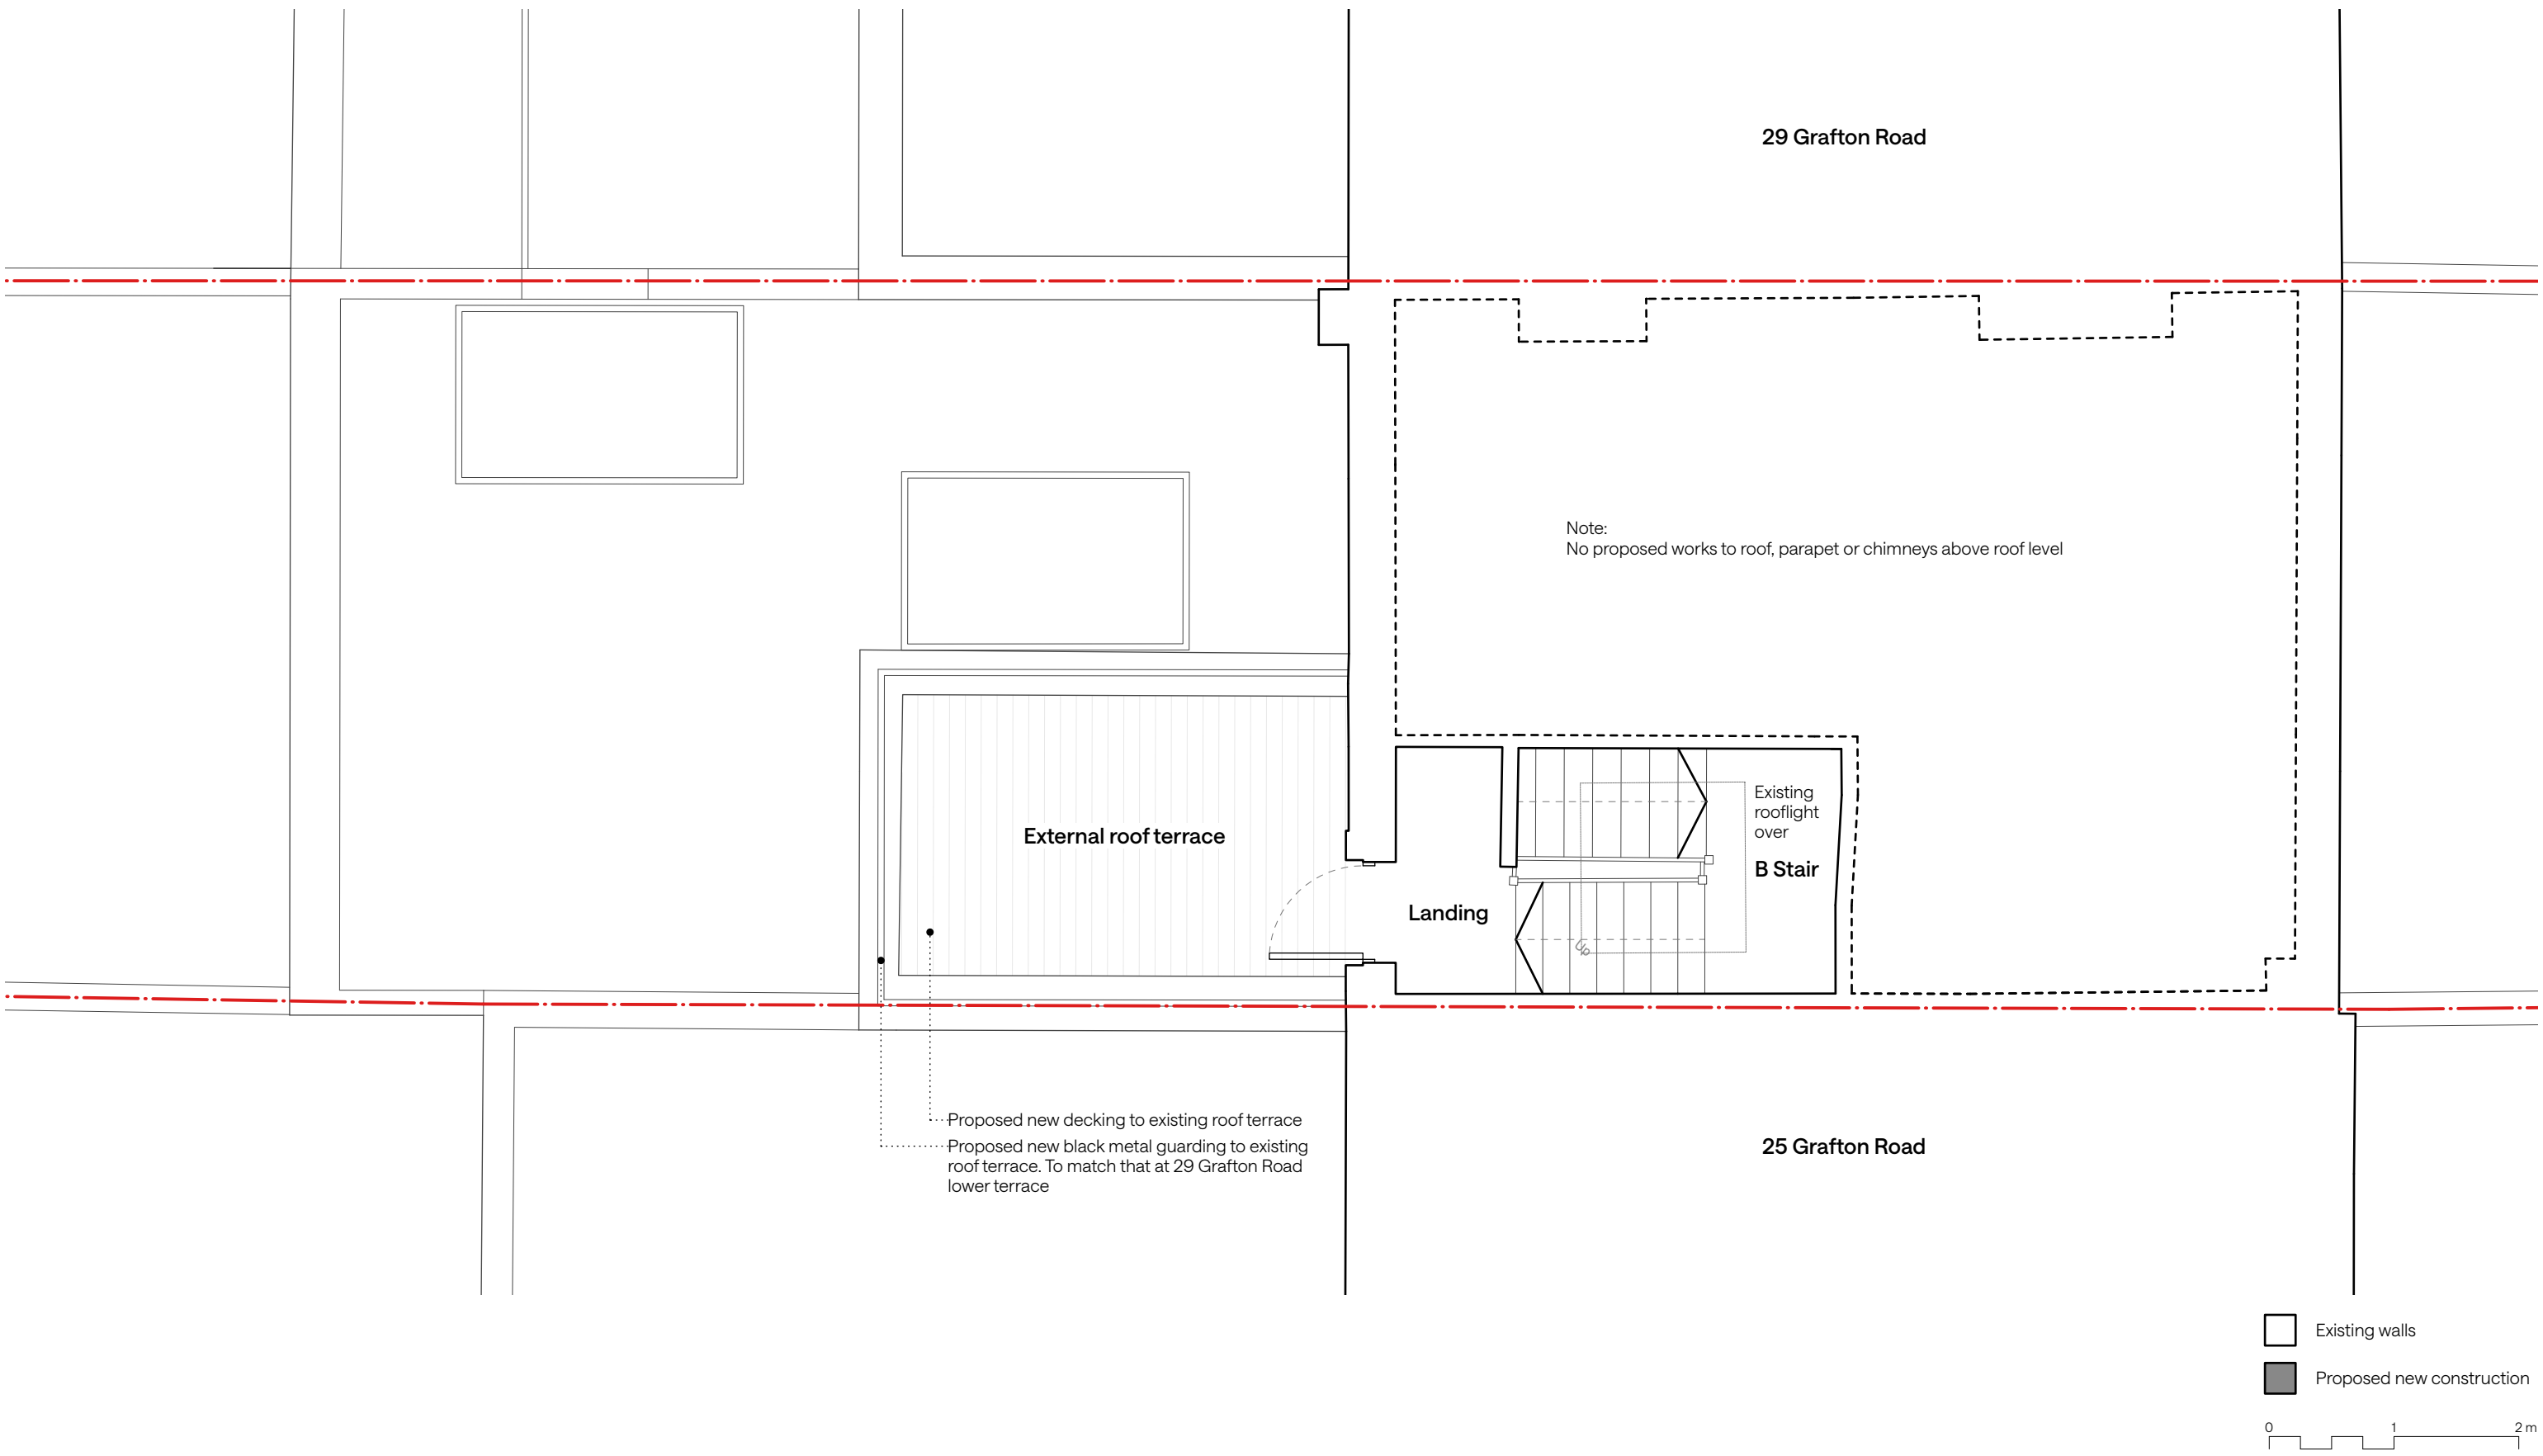 29 Grafton Road
Note:
No proposed works to roof, parapet or chimneys above roof level
Existing
rooflight
over
B Stair
External roof terrace
Landing
Up
Proposed new decking to existing roof terrace
Proposed new black metal guarding to existing
roof terrace. To match that at 29 Grafton Road
lower terrace
25 Grafton Road
Existing walls
Proposed new construction
0 1 2 m